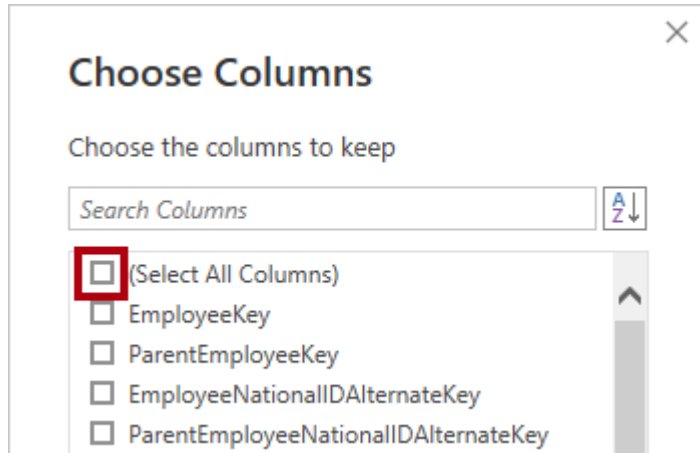 Choose Columns
Choose the columns to keep
Search Columns
A
Z
(Select All Columns)
EmployeeKey
ParentEmployeeKey
EmployeeNationalIDAlternateKey
ParentEmployeeNationalIDAlternateKey